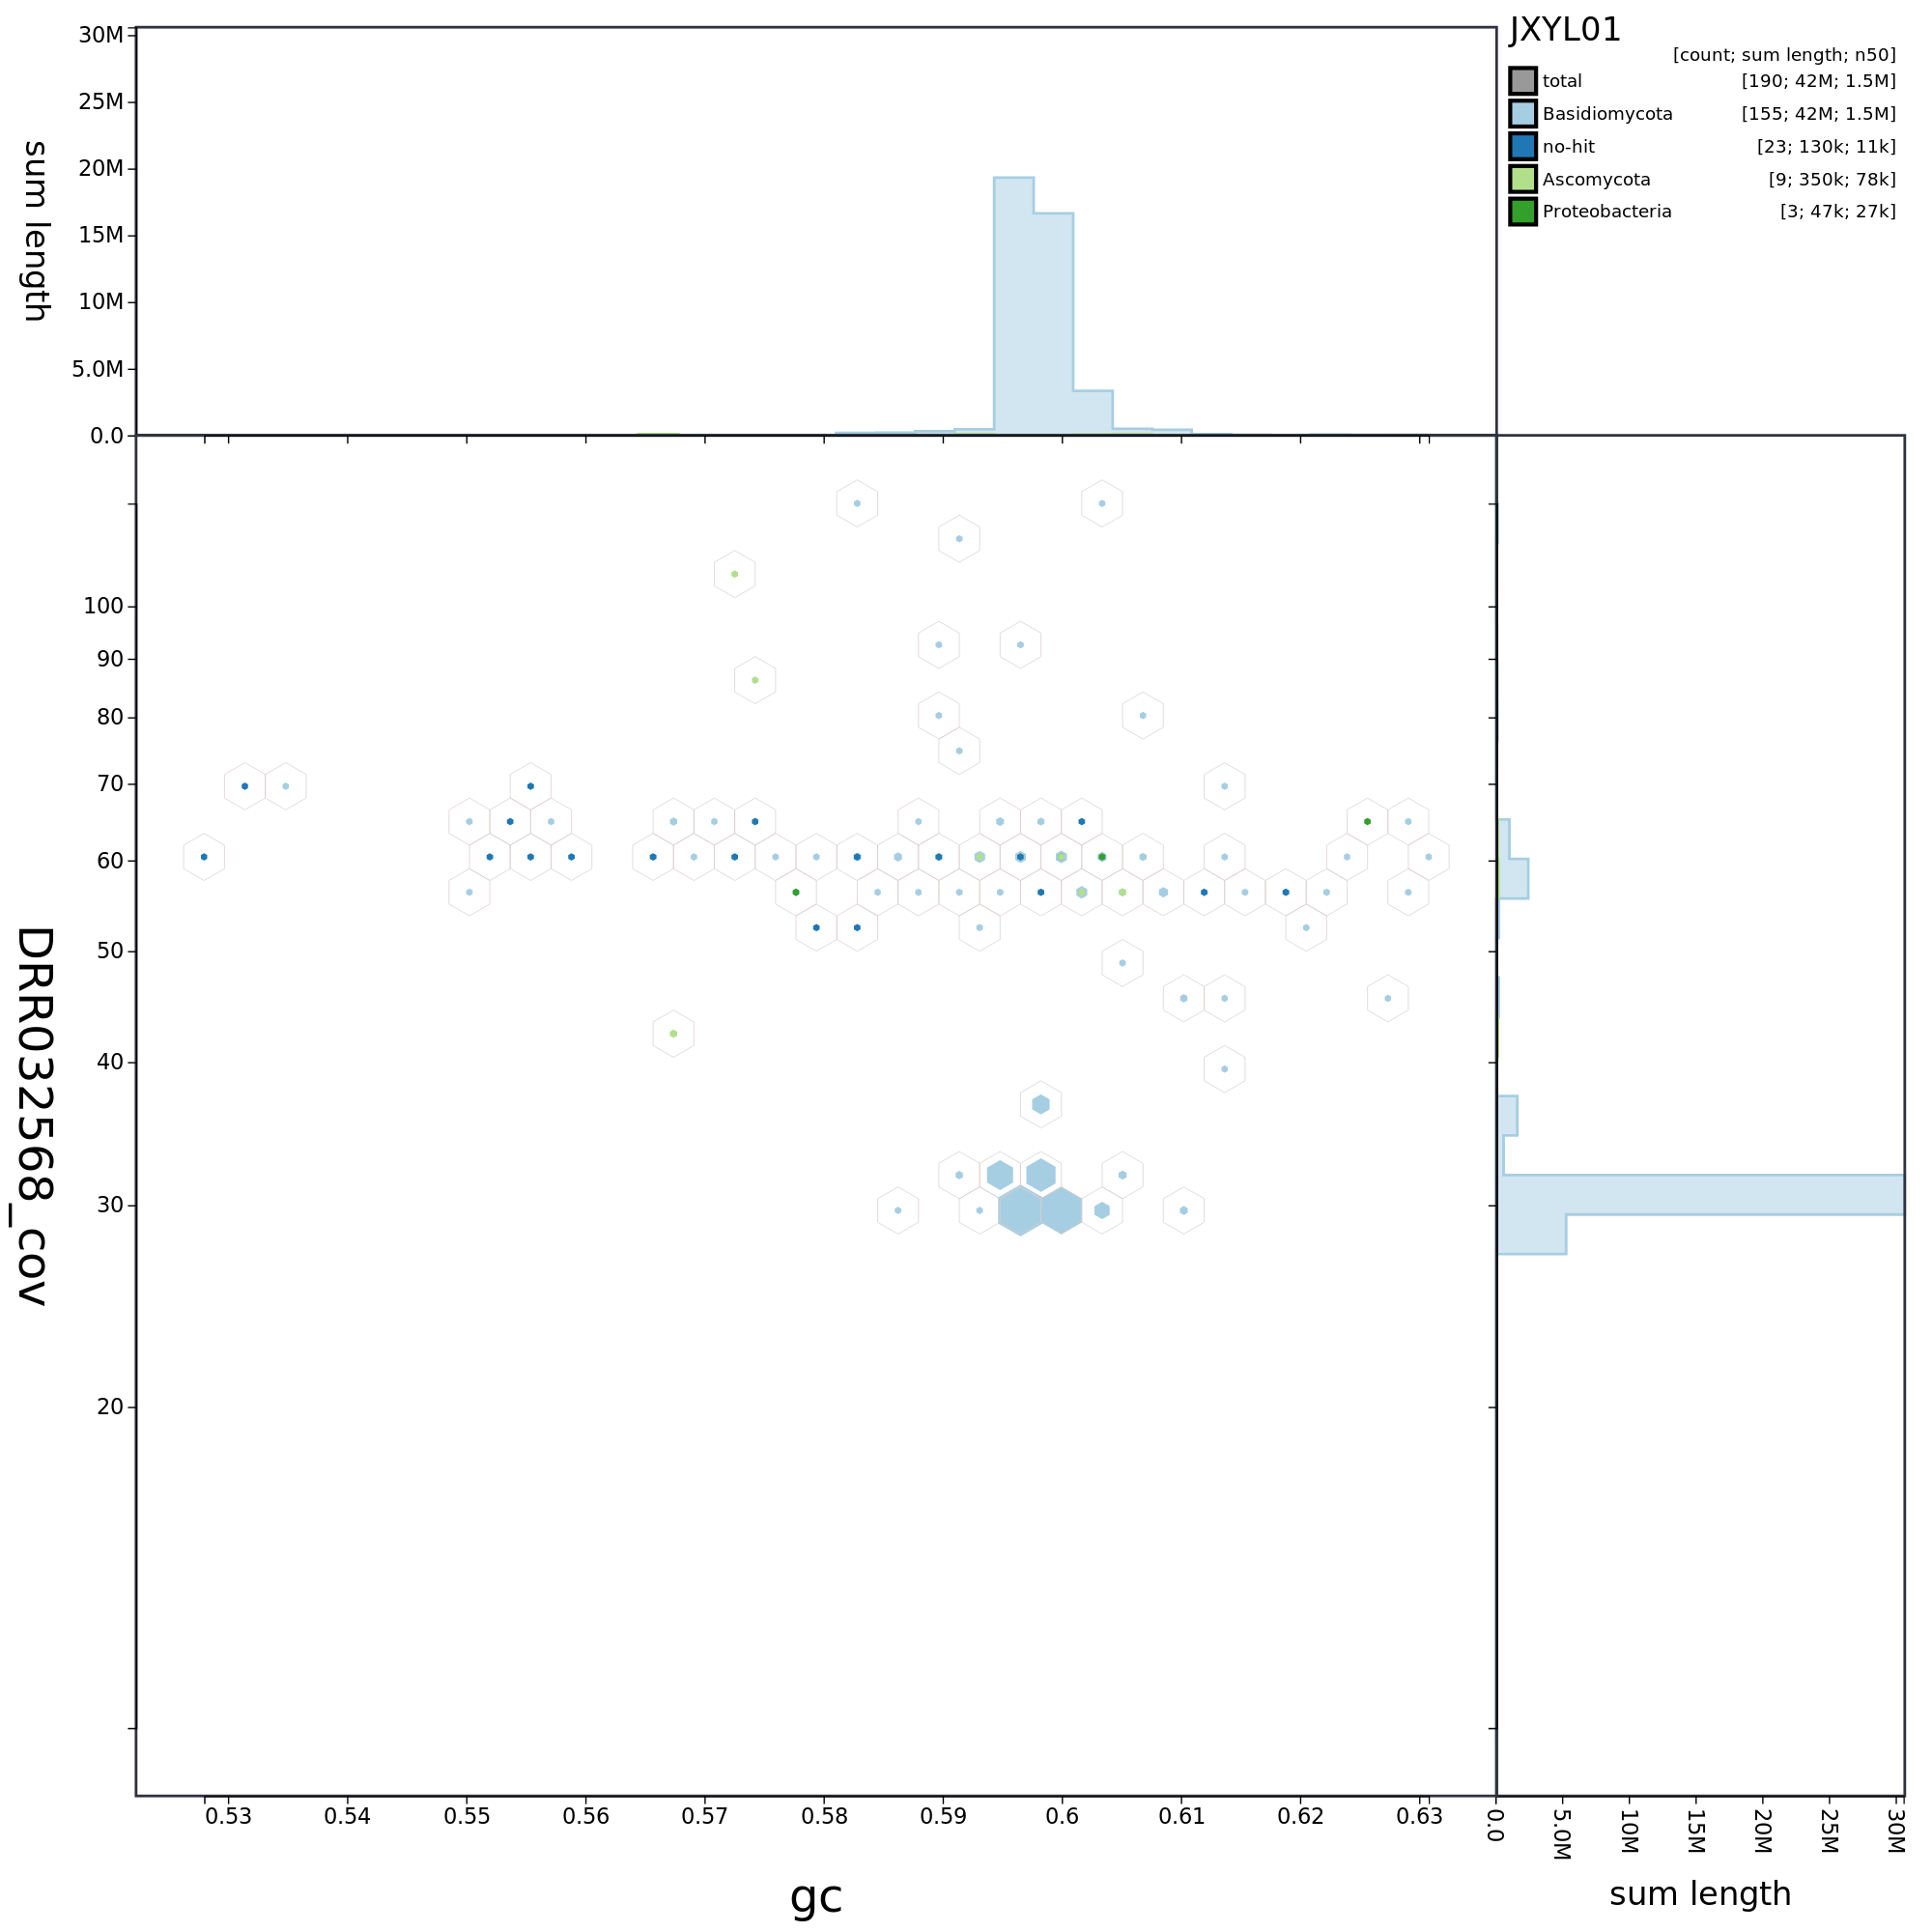 JXYL01
[count; sum length; n50]
total [190; 42M; 1.5M]
Basidiomycota [155; 42M; 1.5M]
no-hit [23; 130k; 11k]
Ascomycota [9; 350k; 78k]
Proteobacteria [3; 47k; 27k]
sum length
30M
25M
20M
15M
10M
5.0M
0.0
DRR032568_cov
100
90
80
70
60
50
40
30
20
0.53 0.54 0.55 0.56 0.57 0.58 0.59 0.6 0.61 0.62 0.63
gc
0.0 5.0M 10M 15M 20M 25M 30M
sum length